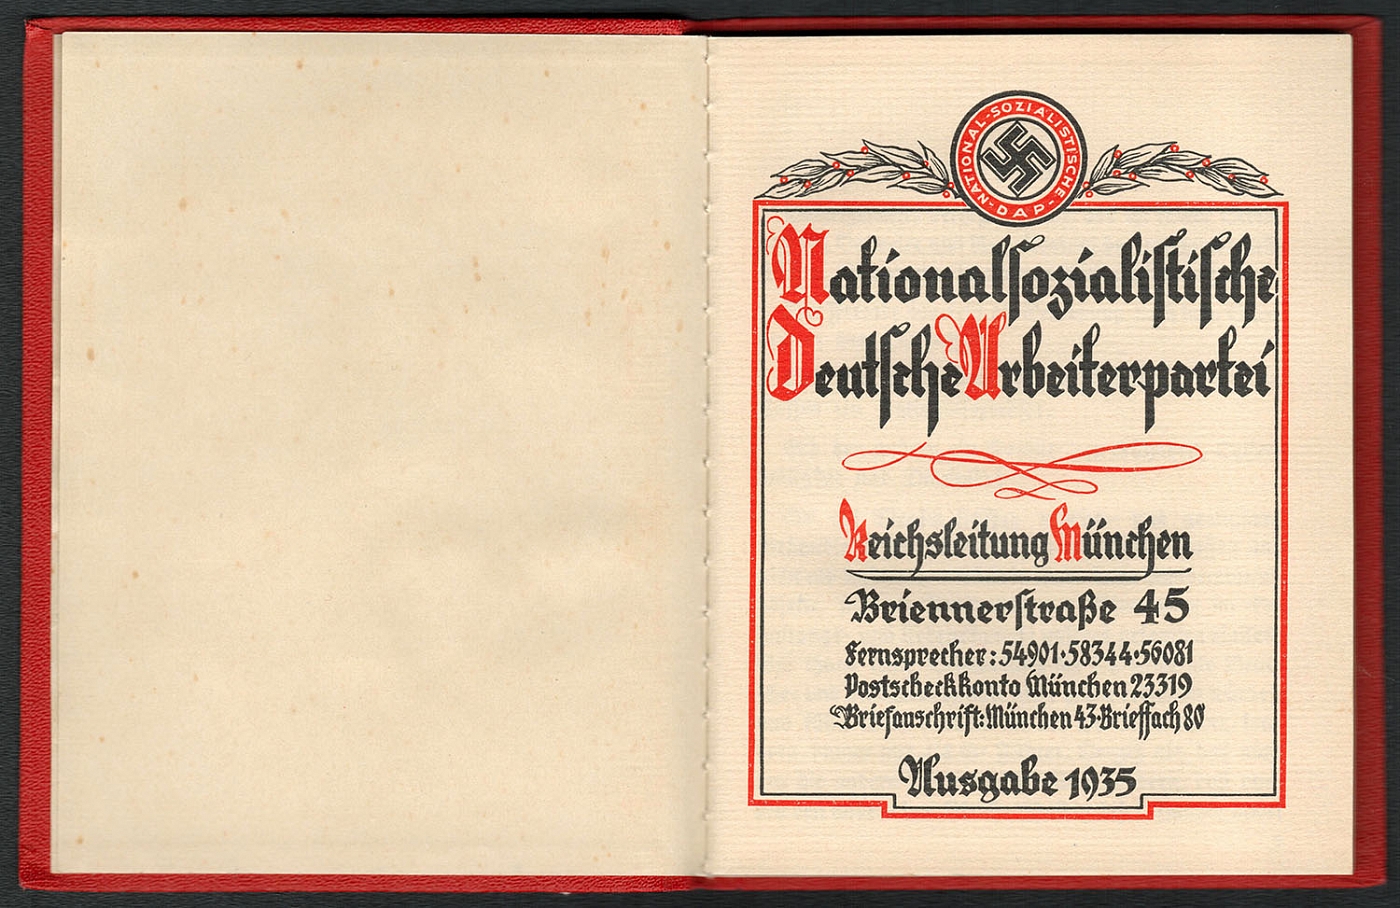 NATIONAL-SOZIALISTISCHE-
D·A·P·
Nationalsozialistische
Deutsche Arbeiterpartei
Reichsleitung München
Briennerstraße 45
Fernsprecher: 54901·58344·56081
Postscheckkonto München 23319
Briefanschrift: München 43·Brieffach 80
Ausgabe 1935